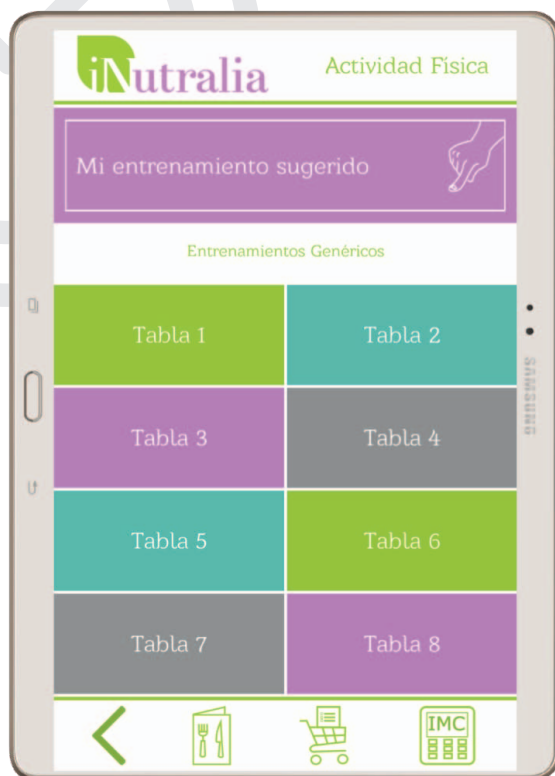 iNutralia
Actividad Física
Mi entrenamiento sugerido
Entrenamientos Genéricos
Tabla 1
Tabla 2
Tabla 3
Tabla 4
Tabla 5
Tabla 6
Tabla 7
Tabla 8
IMC
SAMSUNG